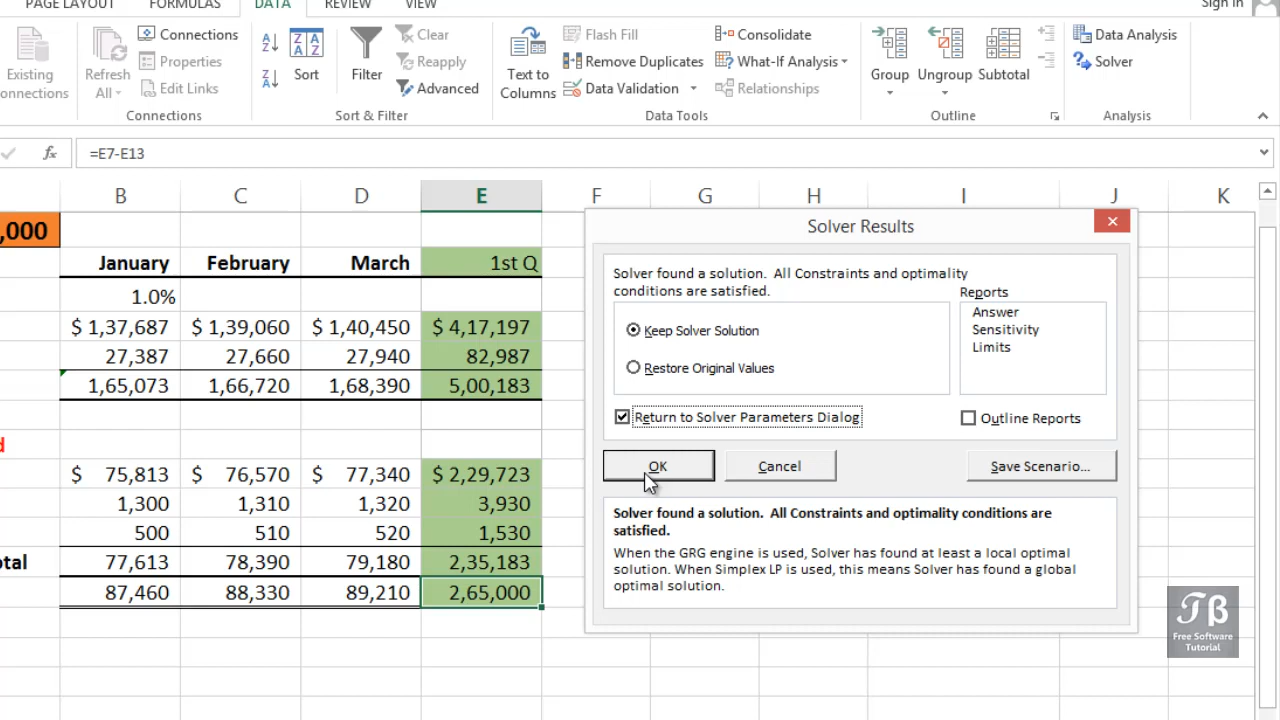 PAGE LAYOUT FORMULAS DATA REVIEW VIEW Sign in
Existing Connections
Refresh All
Connections
Properties
Edit Links
Connections
Sort
Filter
Clear
Reapply
Advanced
Sort & Filter
Text to Columns
Flash Fill
Remove Duplicates
Data Validation
Consolidate
What-If Analysis
Relationships
Data Tools
Group
Ungroup
Subtotal
Outline
Data Analysis
Solver
Analysis
fx =E7-E13
B C D E F G H I J K
,000
January February March 1st Q
1.0%
$ 1,37,687 $ 1,39,060 $ 1,40,450 $ 4,17,197
27,387 27,660 27,940 82,987
1,65,073 1,66,720 1,68,390 5,00,183
d
$ 75,813 $ 76,570 $ 77,340 $ 2,29,723
1,300 1,310 1,320 3,930
500 510 520 1,530
otal 77,613 78,390 79,180 2,35,183
87,460 88,330 89,210 2,65,000
Solver Results
Solver found a solution. All Constraints and optimality
conditions are satisfied.
Keep Solver Solution
Restore Original Values
Reports
Answer
Sensitivity
Limits
Return to Solver Parameters Dialog
Outline Reports
OK Cancel Save Scenario...
Solver found a solution. All Constraints and optimality conditions are
satisfied.
When the GRG engine is used, Solver has found at least a local optimal
solution. When Simplex LP is used, this means Solver has found a global
optimal solution.
Free Software
Tutorial